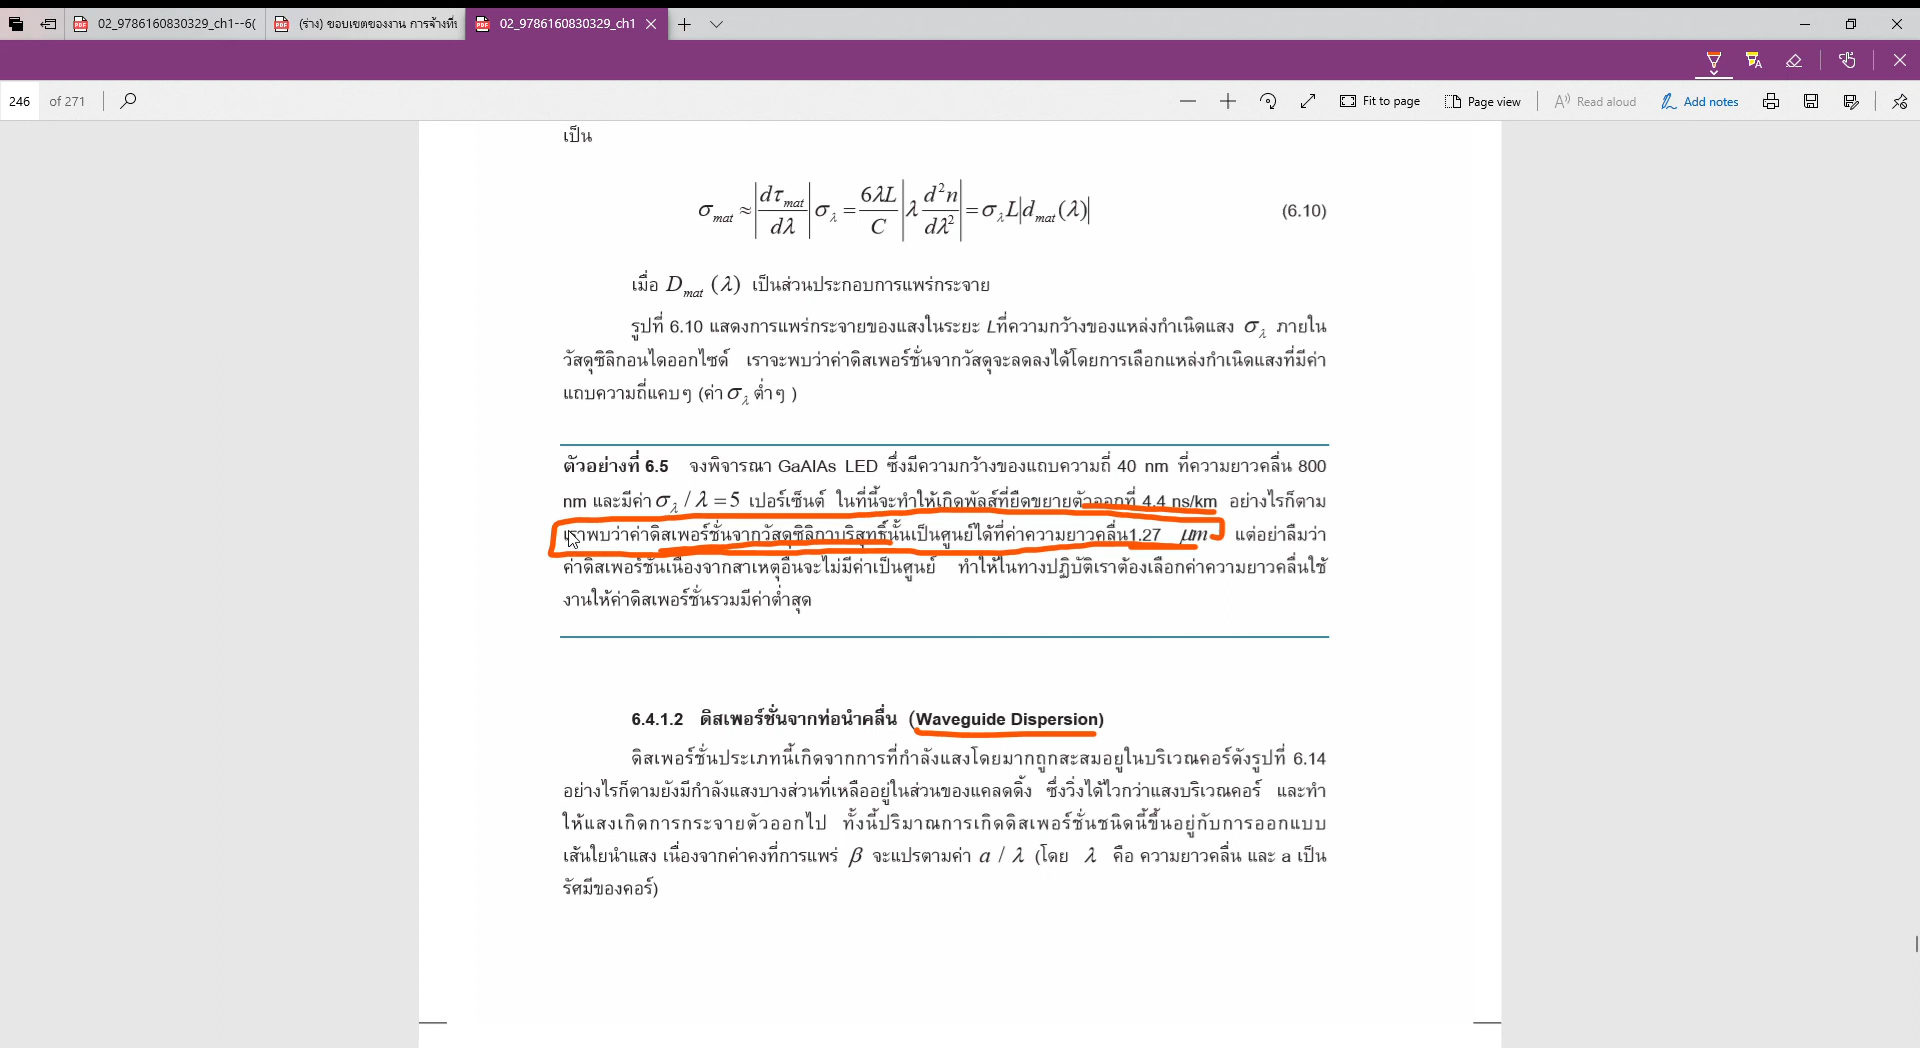 02_9786160830329_ch1--6(
(ร่าง) ขอบเขตของงาน การจ้างที่ป
02_9786160830329_ch1
246 of 271
Fit to page
Page view
Read aloud
Add notes
เป็น
σ_mat ≈ |dτ_mat/dλ| σ_λ = 6λL/C |λ d²n/dλ²| = σ_λ L|d_mat(λ)| (6.10)
เมื่อ D_mat (λ) เป็นส่วนประกอบการแพร่กระจาย
รูปที่ 6.10 แสดงการแพร่กระจายของแสงในระยะ Lที่ความกว้างของแหล่งกำเนิดแสง σ_λ ภายใน
วัสดุซิลิกอนไดออกไซด์ เราจะพบว่าค่าดิสเพอร์ชั่นจากวัสดุจะลดลงได้โดยการเลือกแหล่งกำเนิดแสงที่มีค่า
แถบความถี่แคบๆ (ค่า σ_λ ต่ำๆ )
ตัวอย่างที่ 6.5 จงพิจารณา GaAlAs LED ซึ่งมีความกว้างของแถบความถี่ 40 nm ที่ความยาวคลื่น 800
nm และมีค่า σ_λ / λ = 5 เปอร์เซ็นต์ ในที่นี้จะทำให้เกิดพัลส์ที่ยืดขยายตัวออกที่ 4.4 ns/km อย่างไรก็ตาม
เราพบว่าค่าดิสเพอร์ชั่นจากวัสดุซิลิกาบริสุทธิ์นั้นเป็นศูนย์ได้ที่ค่าความยาวคลื่น1.27 μm แต่อย่าลืมว่า
ค่าดิสเพอร์ชั่นเนื่องจากสาเหตุอื่นจะไม่มีค่าเป็นศูนย์ ทำให้ในทางปฏิบัติเราต้องเลือกค่าความยาวคลื่นใช้
งานให้ค่าดิสเพอร์ชั่นรวมมีค่าต่ำสุด
6.4.1.2 ดิสเพอร์ชั่นจากท่อนำคลื่น (Waveguide Dispersion)
ดิสเพอร์ชั่นประเภทนี้เกิดจากการที่กำลังแสงโดยมากถูกสะสมอยู่ในบริเวณคอร์ดังรูปที่ 6.14
อย่างไรก็ตามยังมีกำลังแสงบางส่วนที่เหลืออยู่ในส่วนของแคลดดิ้ง ซึ่งวิ่งได้ไวกว่าแสงบริเวณคอร์ และทำ
ให้แสงเกิดการกระจายตัวออกไป ทั้งนี้ปริมาณการเกิดดิสเพอร์ชั่นชนิดนี้ขึ้นอยู่กับการออกแบบ
เส้นใยนำแสง เนื่องจากค่าคงที่การแพร่ β จะแปรตามค่า a / λ (โดย λ คือ ความยาวคลื่น และ a เป็น
รัศมีของคอร์)